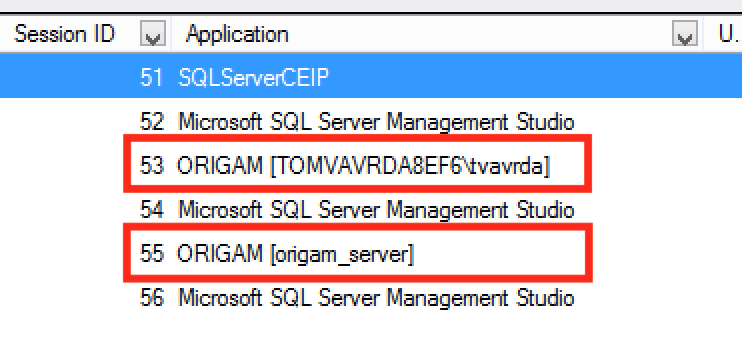 Session ID Application U.
51 SQLServerCEIP
52 Microsoft SQL Server Management Studio
53 ORIGAM [TOMVAVRDA8EF6\tvavrda]
54 Microsoft SQL Server Management Studio
55 ORIGAM [origam_server]
56 Microsoft SQL Server Management Studio